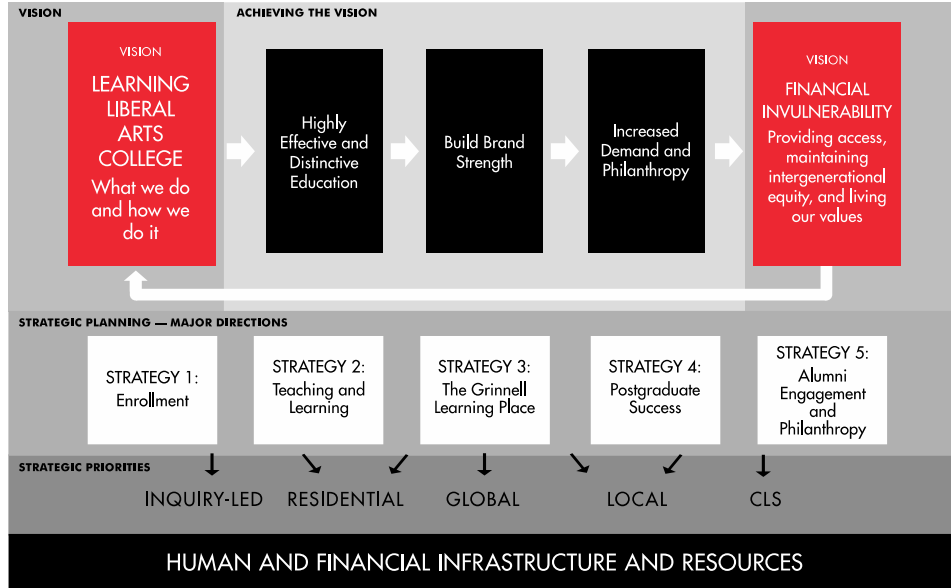 VISION
ACHIEVING THE VISION
VISION
LEARNING
LIBERAL
ARTS
COLLEGE
What we do
and how we
do it
Highly
Effective and
Distinctive
Education
Build Brand
Strength
Increased
Demand and
Philanthropy
VISION
FINANCIAL
INVULNERABILITY
Providing access,
maintaining
intergenerational
equity, and living
our values
STRATEGIC PLANNING — MAJOR DIRECTIONS
STRATEGY 1:
Enrollment
STRATEGY 2:
Teaching and
Learning
STRATEGY 3:
The Grinnell
Learning Place
STRATEGY 4:
Postgraduate
Success
STRATEGY 5:
Alumni
Engagement
and
Philanthropy
STRATEGIC PRIORITIES
INQUIRY-LED
RESIDENTIAL
GLOBAL
LOCAL
CLS
HUMAN AND FINANCIAL INFRASTRUCTURE AND RESOURCES